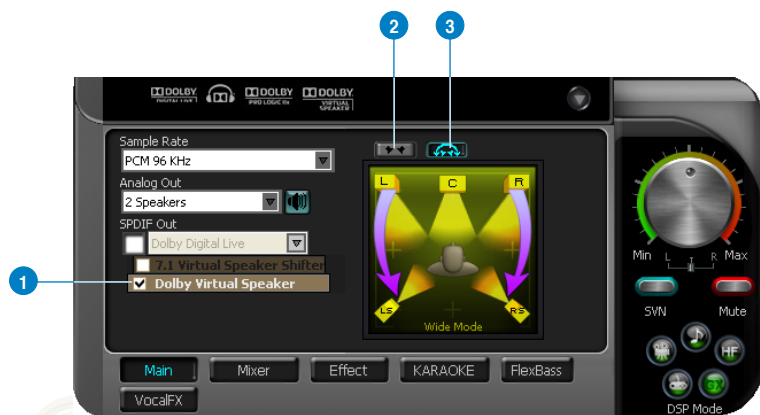 2 3
DOLBY DIGITAL LIVE DOLBY PRO LOGIC IIx DOLBY VIRTUAL SPEAKER
Sample Rate
PCM 96 KHz
Analog Out
2 Speakers
SPDIF Out
Dolby Digital Live
7.1 Virtual Speaker Shifter
1 Dolby Virtual Speaker
L C R
LS RS
Wide Mode
Main Mixer Effect KARAOKE FlexBass
VocalFX
Min L R Max
SVN Mute
HF
GX
DSP Mode